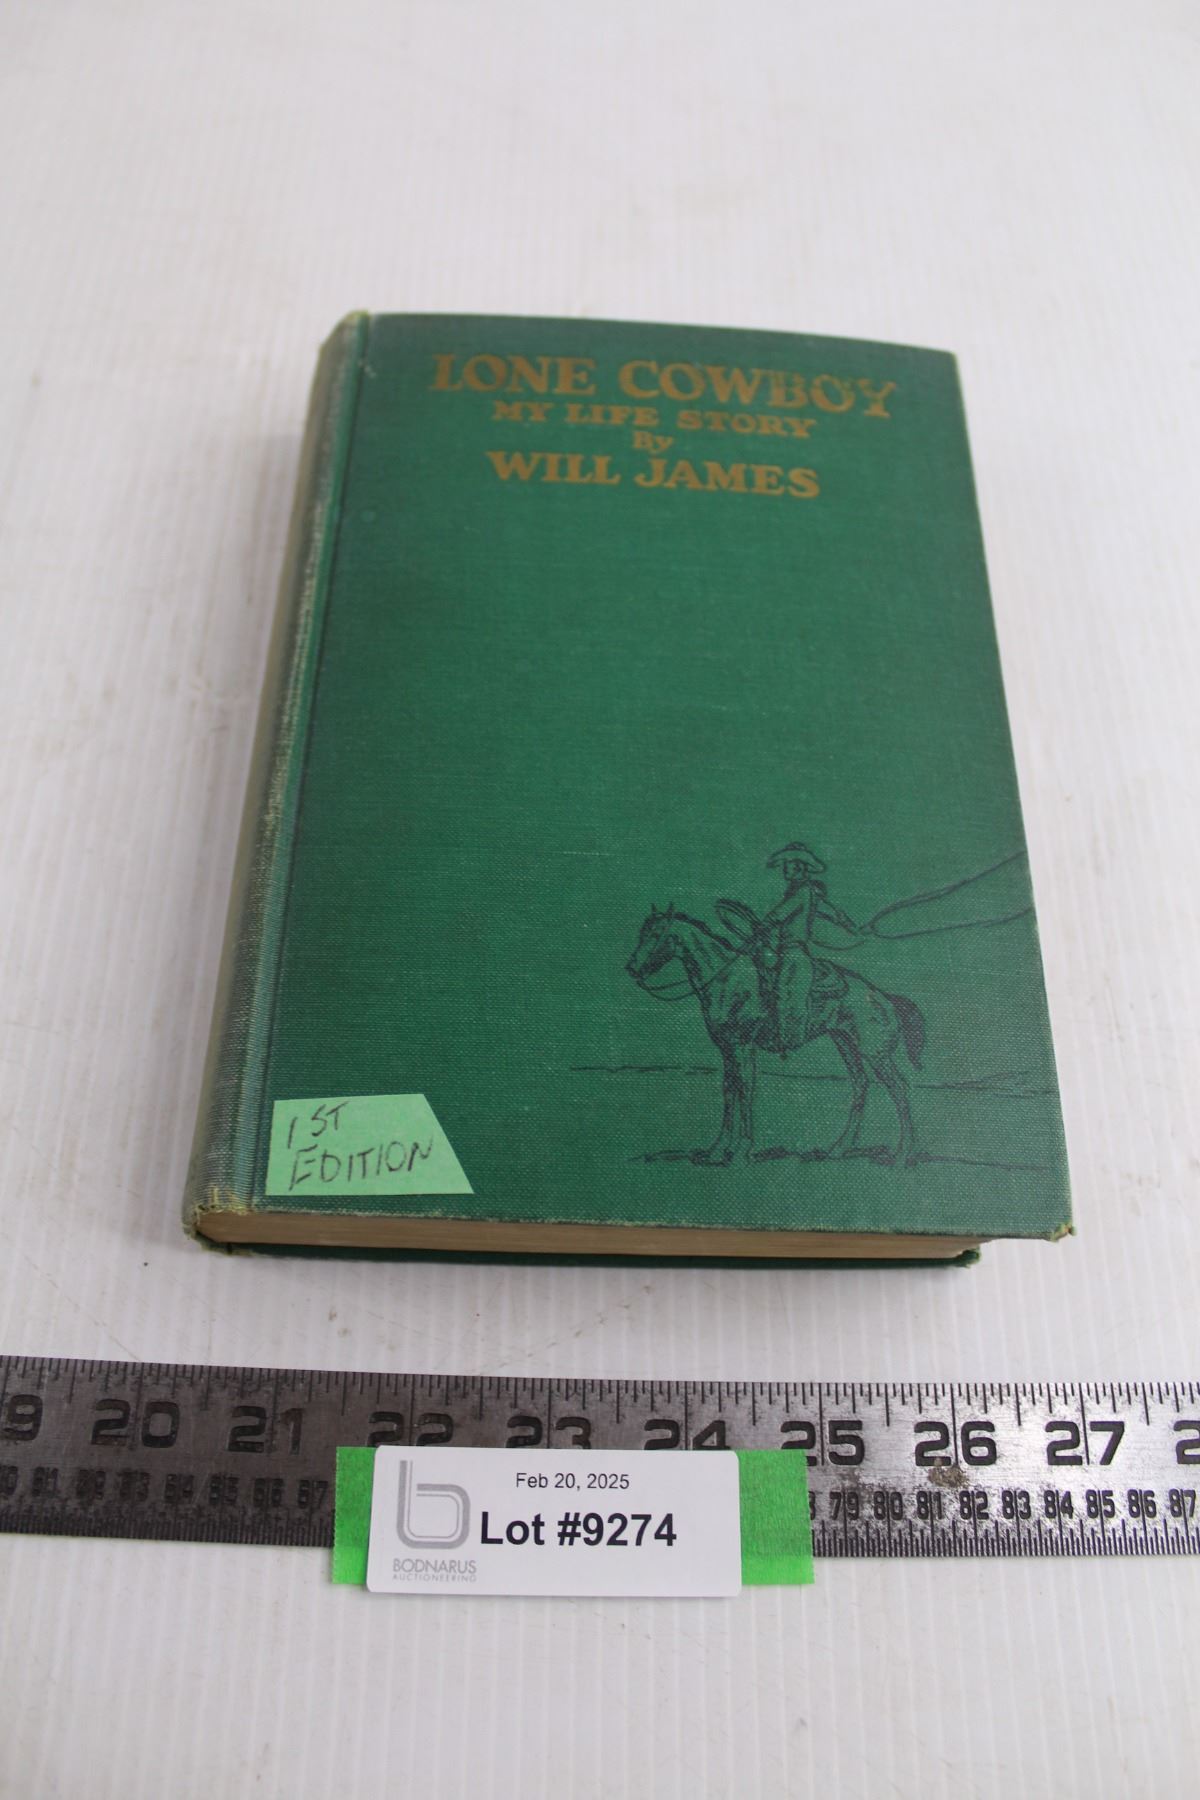 LONE COWBOY
MY LIFE STORY
By
WILL JAMES
1ST
EDITION
9 20 21 22 23 24 25 26 27 2
79 80 81 82 83 84 85 86 87
Feb 20, 2025
Lot #9274
BODNARUS
AUCTIONEERING